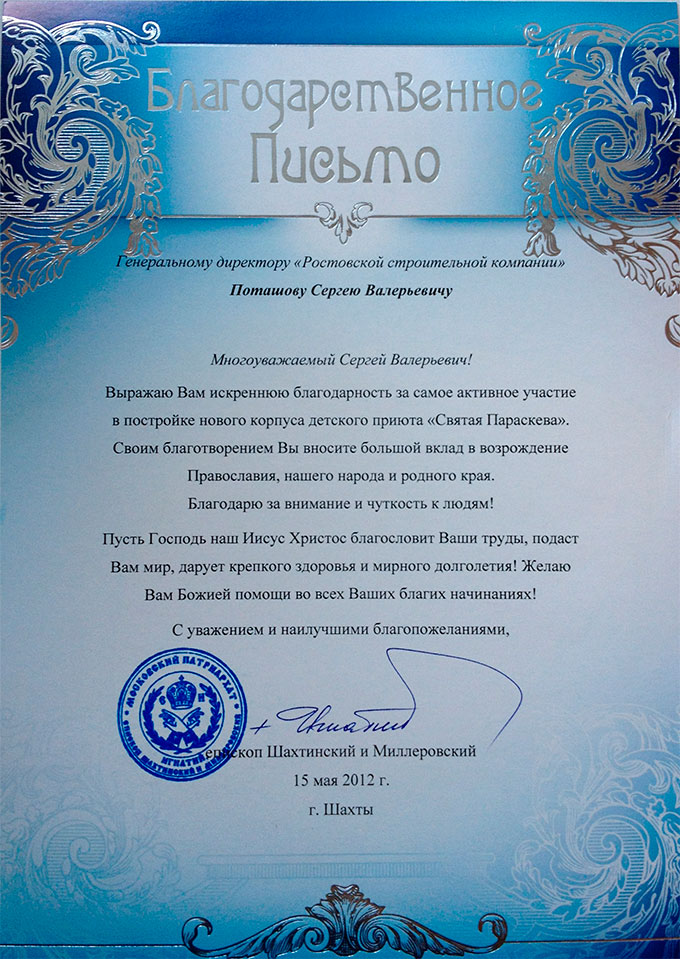 Благодарственное
Письмо
Генеральному директору «Ростовской строительной компании»
Поташову Сергею Валерьевичу
Многоуважаемый Сергей Валерьевич!
Выражаю Вам искреннюю благодарность за самое активное участие
в постройке нового корпуса детского приюта «Святая Параскева».
Своим благотворением Вы вносите большой вклад в возрождение
Православия, нашего народа и родного края.
Благодарю за внимание и чуткость к людям!
Пусть Господь наш Иисус Христос благословит Ваши труды, подаст
Вам мир, дарует крепкого здоровья и мирного долголетия! Желаю
Вам Божией помощи во всех Ваших благих начинаниях!
С уважением и наилучшими благопожеланиями,
МОСКОВСКИЙ ПАТРИАРХАТ
Е И
ИГНАТИЙ
ЕПИСКОП ШАХТИНСКИЙ И МИЛЛЕРОВСКИЙ
+ Игнатий
епископ Шахтинский и Миллеровский
15 мая 2012 г.
г. Шахты